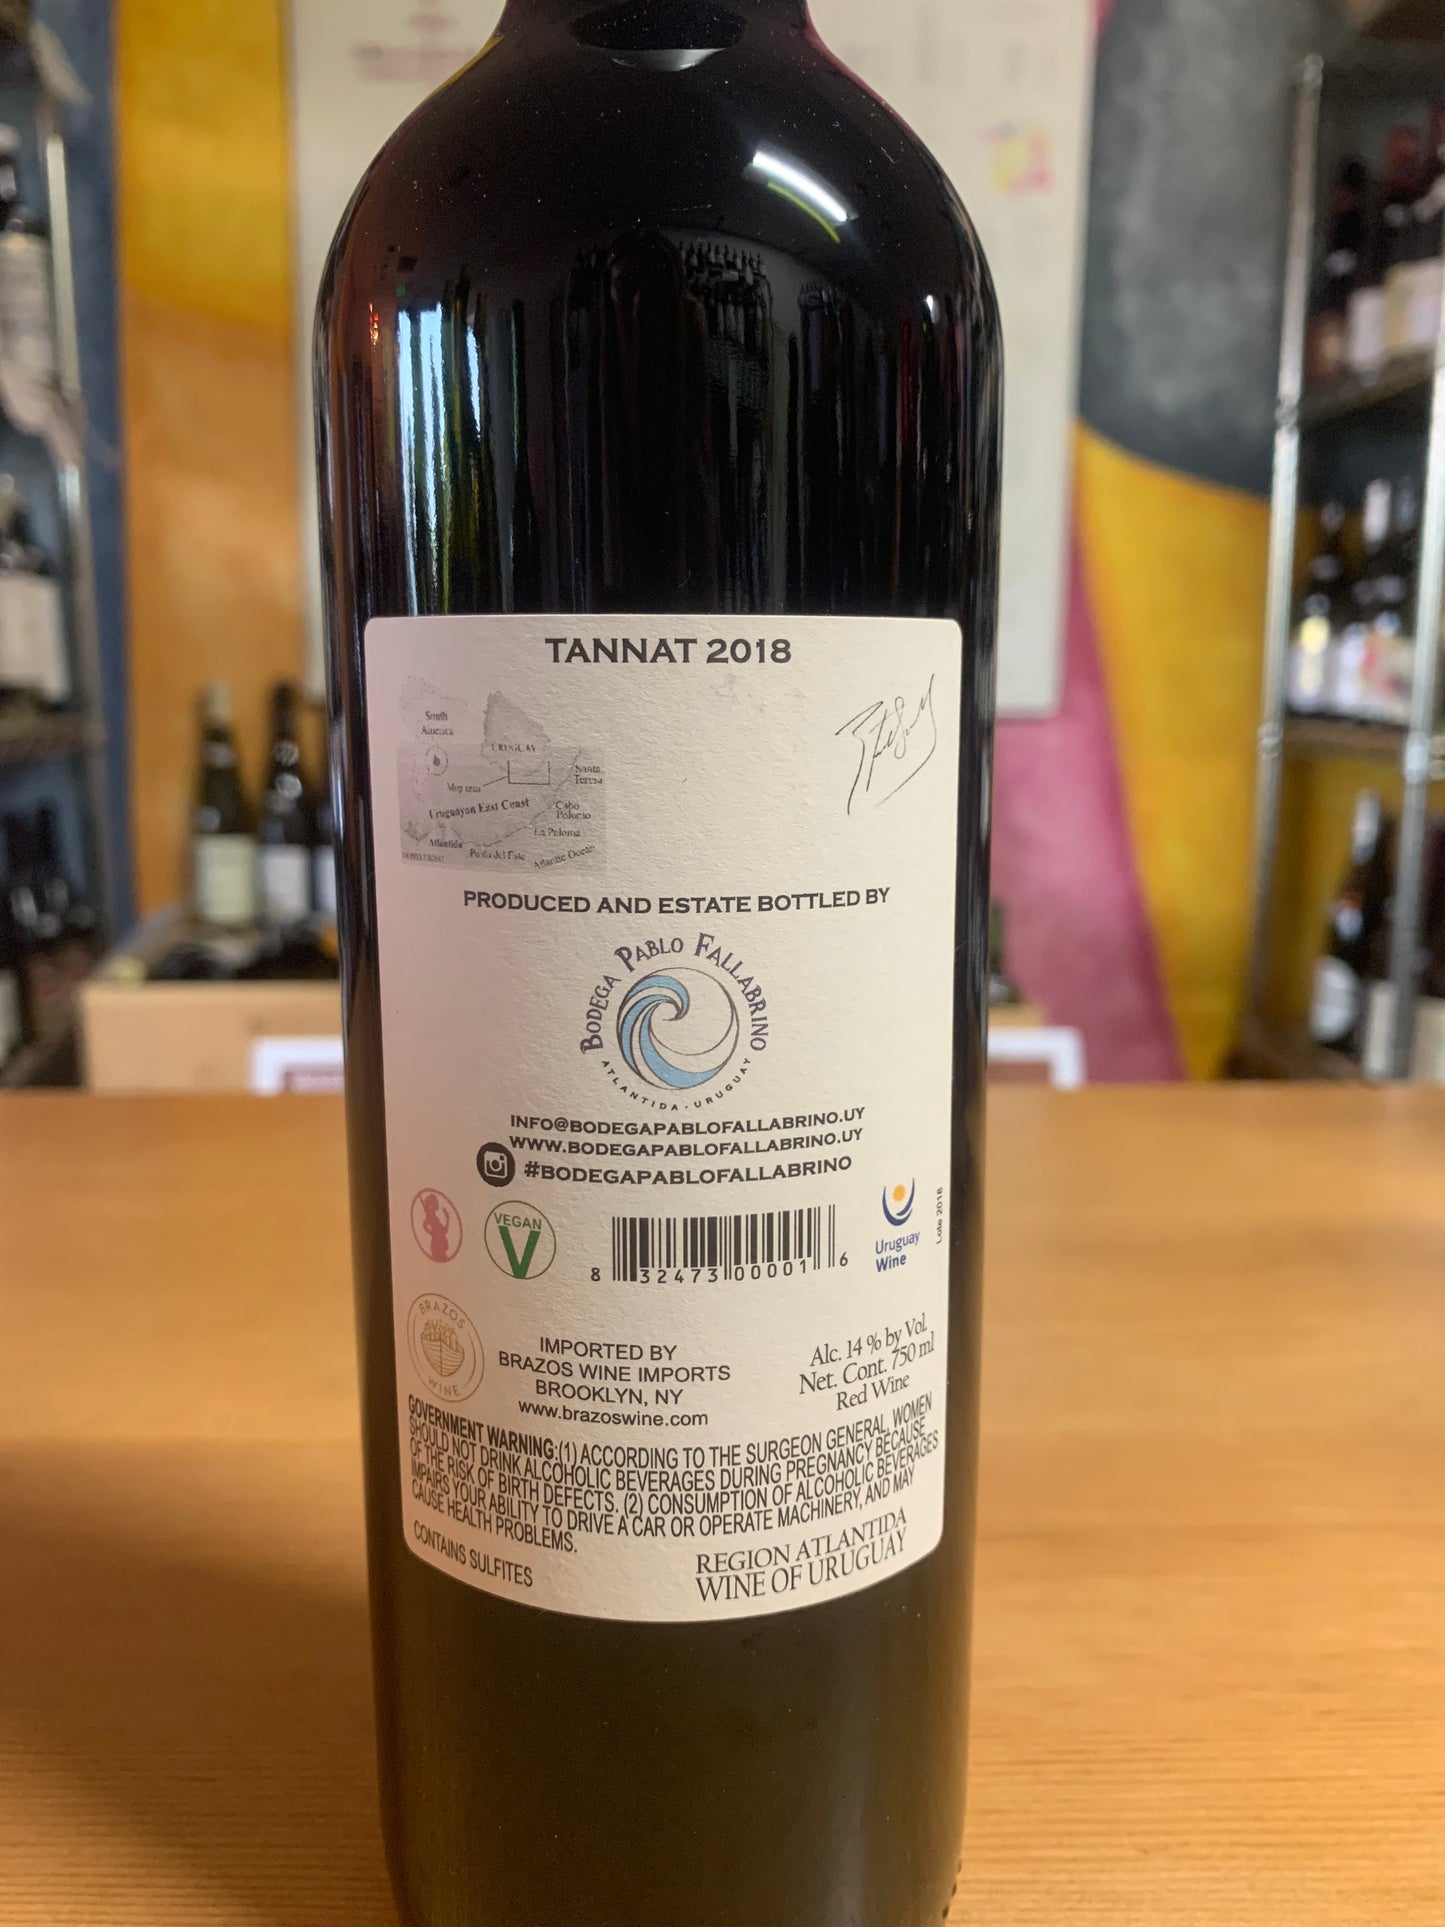 TANNAT 2018
South
America
URUGUAY
Santa
Teresa
Map area
Uruguayan East Coast
Cabo
Polonio
La Paloma
Atlantida
Punta del Este
Atlantic Ocean
MONTEVIDEO
PRODUCED AND ESTATE BOTTLED BY
BODEGA PABLO FALLABRINO
ATLANTIDA - URUGUAY
INFO@BODEGAPABLOFALLABRINO.UY
WWW.BODEGAPABLOFALLABRINO.UY
#BODEGAPABLOFALLABRINO
VEGAN
V
8 32473 00001 6
Uruguay
Wine
Lote 2018
BRAZOS
WINE
IMPORTED BY
BRAZOS WINE IMPORTS
BROOKLYN, NY
www.brazoswine.com
Alc. 14 % by Vol.
Net. Cont. 750 ml
Red Wine
GOVERNMENT WARNING:(1) ACCORDING TO THE SURGEON GENERAL, WOMEN
SHOULD NOT DRINK ALCOHOLIC BEVERAGES DURING PREGNANCY BECAUSE
OF THE RISK OF BIRTH DEFECTS. (2) CONSUMPTION OF ALCOHOLIC BEVERAGES
IMPAIRS YOUR ABILITY TO DRIVE A CAR OR OPERATE MACHINERY, AND MAY
CAUSE HEALTH PROBLEMS.
CONTAINS SULFITES
REGION ATLANTIDA
WINE OF URUGUAY